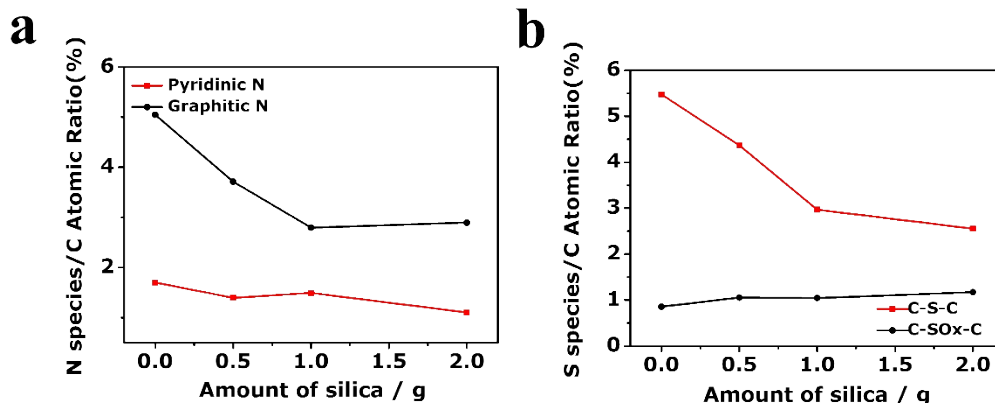 a
N species/C Atomic Ratio(%)
6
4
2
Pyridinic N
Graphitic N
0.0 0.5 1.0 1.5 2.0
Amount of silica / g
b
S species/C Atomic Ratio(%)
6
5
4
3
2
1
0
C-S-C
C-SOx-C
0.0 0.5 1.0 1.5 2.0
Amount of silica / g